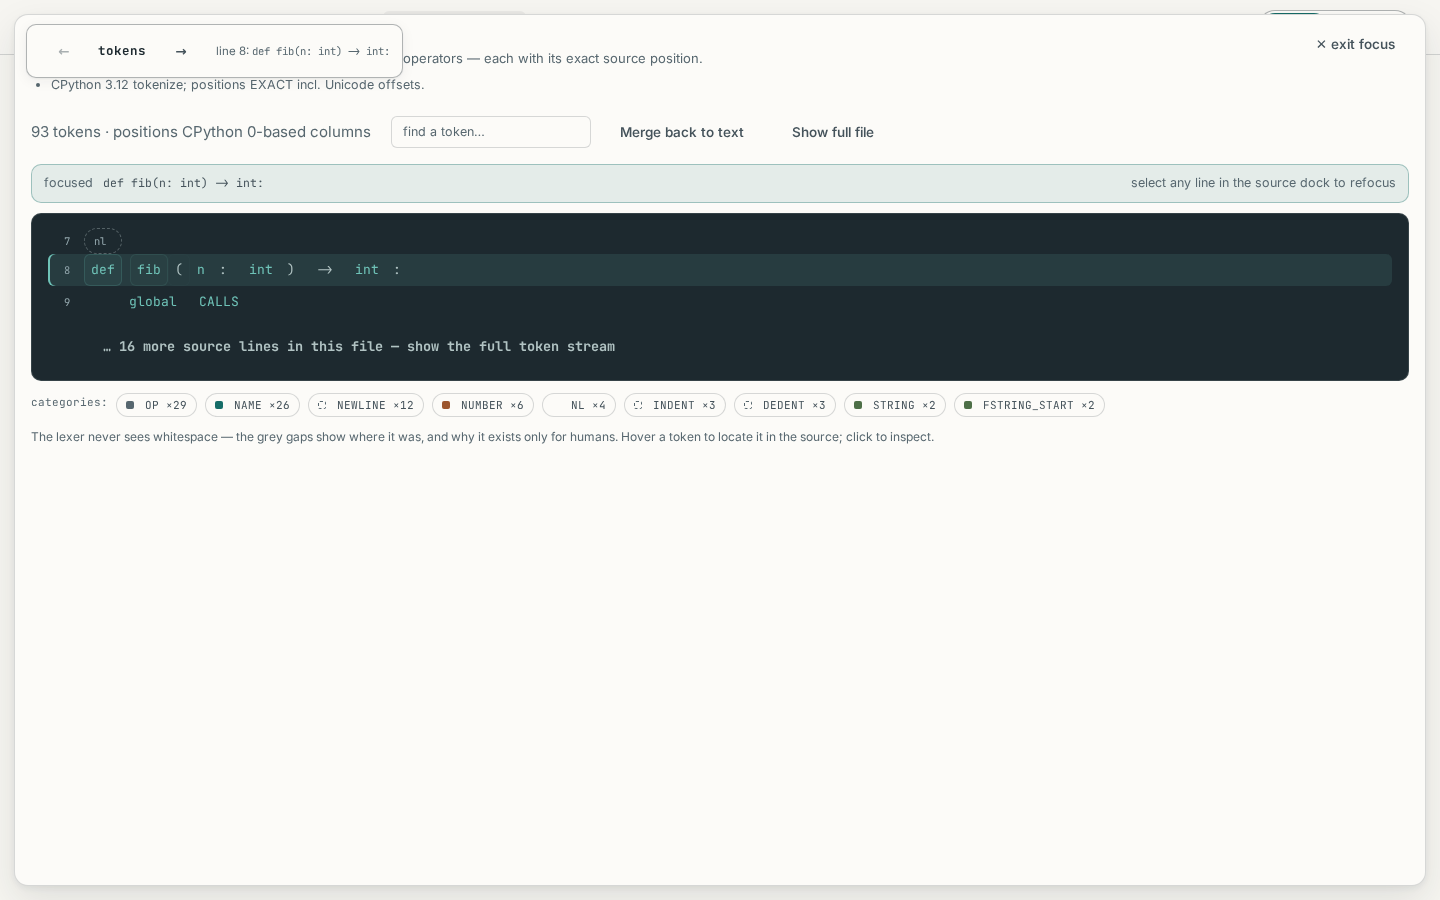 ← tokens → line 8: def fib(n: int) → int:
✕ exit focus
operators — each with its exact source position.
• CPython 3.12 tokenize; positions EXACT incl. Unicode offsets.
93 tokens · positions CPython 0-based columns find a token… Merge back to text Show full file
focused def fib(n: int) → int: select any line in the source dock to refocus
7 nl
8 def fib ( n : int ) → int :
9 global CALLS
… 16 more source lines in this file — show the full token stream
categories: OP ×29 NAME ×26 NEWLINE ×12 NUMBER ×6 NL ×4 INDENT ×3 DEDENT ×3 STRING ×2 FSTRING_START ×2
The lexer never sees whitespace — the grey gaps show where it was, and why it exists only for humans. Hover a token to locate it in the source; click to inspect.